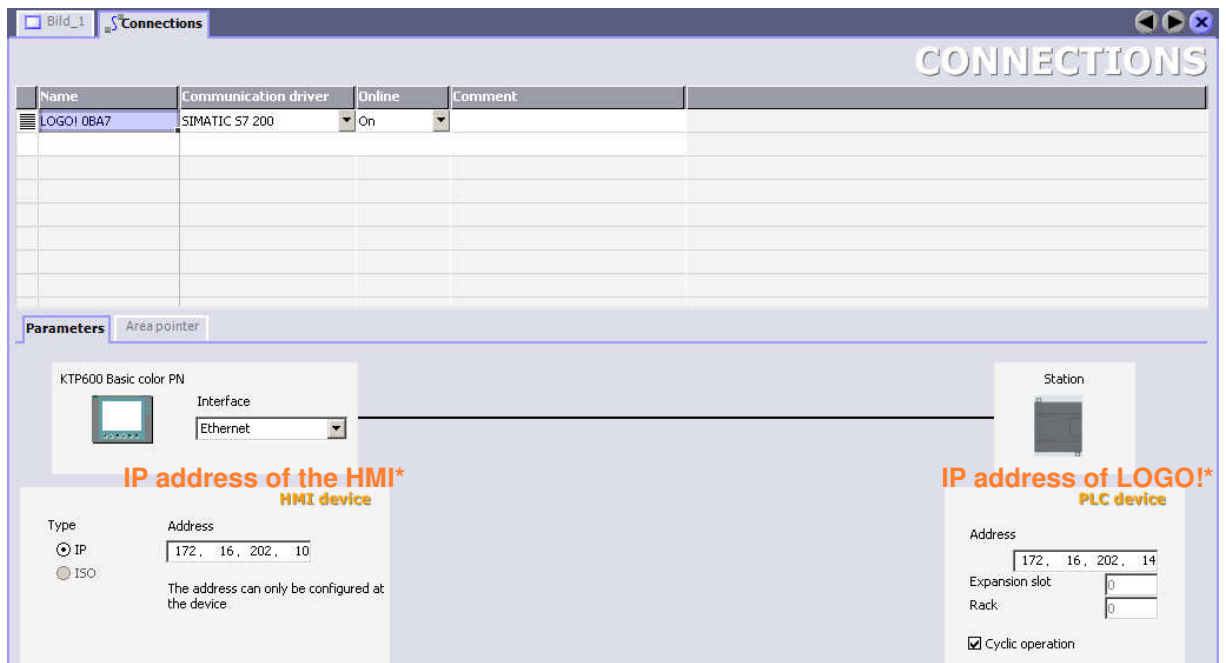 Bild_1
Connections
CONNECTIONS
Name Communication driver Online Comment
LOGO! 0BA7 SIMATIC S7 200 On
Parameters Area pointer
KTP600 Basic color PN
Interface
Ethernet
Station
IP address of the HMI*
HMI device
Type Address
IP
ISO
172. 16. 202. 10
The address can only be configured at
the device
IP address of LOGO!*
PLC device
Address
172. 16. 202. 14
Expansion slot 0
Rack 0
Cyclic operation